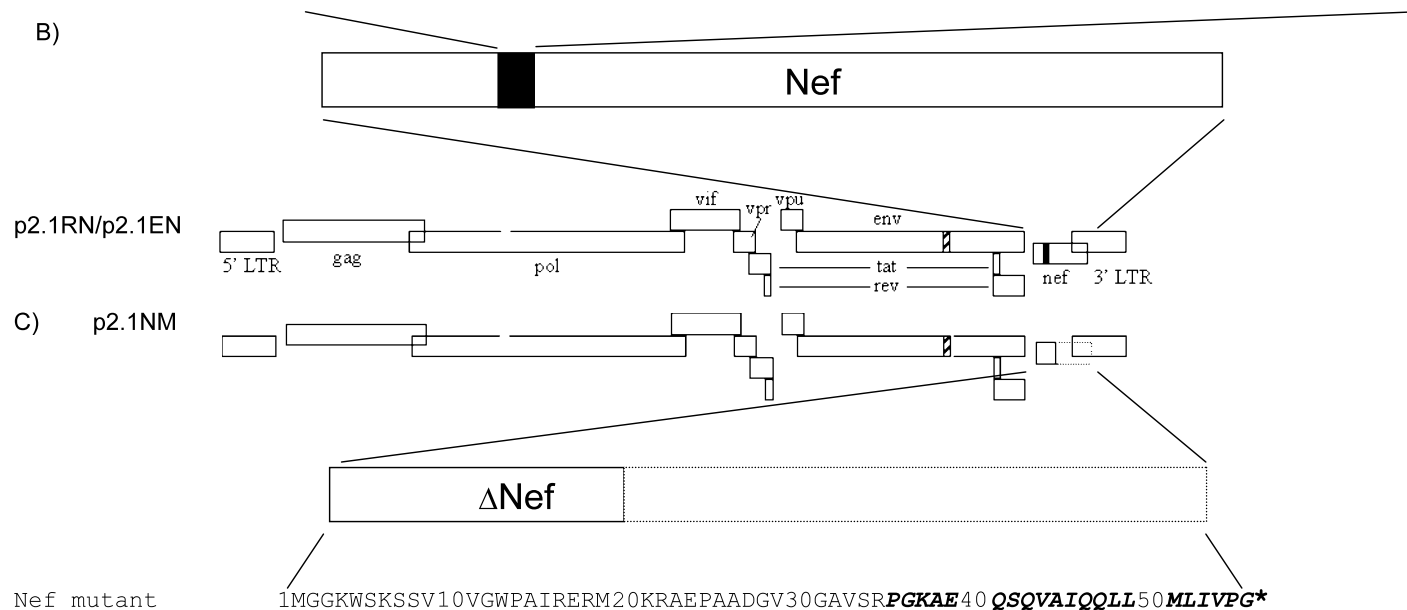 B)
Nef
vif
vpr
vpu
env
p2.1RN/p2.1EN
5' LTR
gag
pol
tat
rev
nef
3' LTR
C) p2.1NM
ΔNef
Nef mutant 1MGGKWSKSSV10VGWPAIRERM20KRAEPAADGV30GAVSRPGKAE40QSQVAIQQLL50MLIVPG*